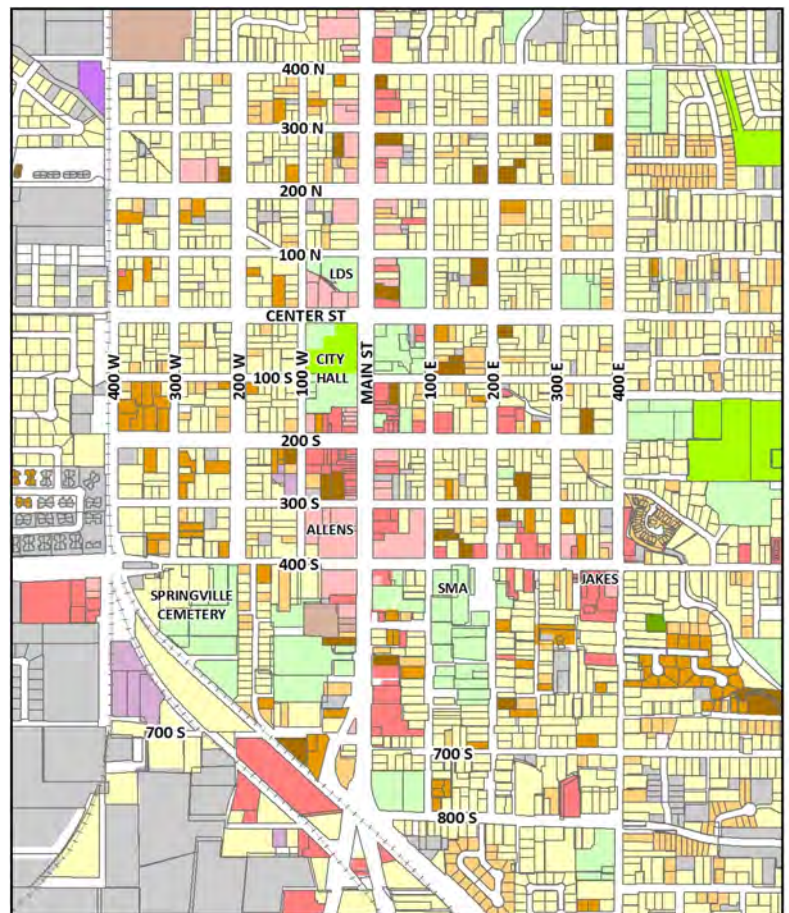 400 N
300 N
200 N
100 N
LDS
CENTER ST
CITY
HALL
MAIN ST
400 W
300 W
200 W
100 W
100 S
100 E
200 E
300 E
400 E
200 S
300 S
ALLENS
400 S
SPRINGVILLE
CEMETERY
SMA
JAKES
700 S
700 S
800 S